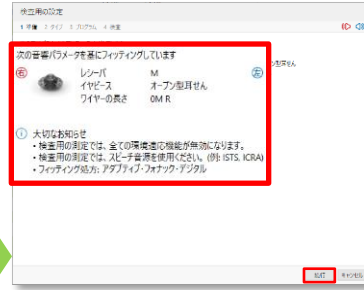 検査用の設定
1 準備 2 タイプ 3 プログラム 4 検査
次の音響パラメータを基にフィッティングしています
右 レシーバ M 左
イヤピース オープン型耳せん
ワイヤーの長さ 0M R
大切なお知らせ
• 検査用の測定では、全ての環境適応機能が無効になります。
• 検査用の測定では、スピーチ音源を使用ください。(例: ISTS, ICRA)
• フィッティング処方: アダプティブ・フォナック・デジタル
キャンセル